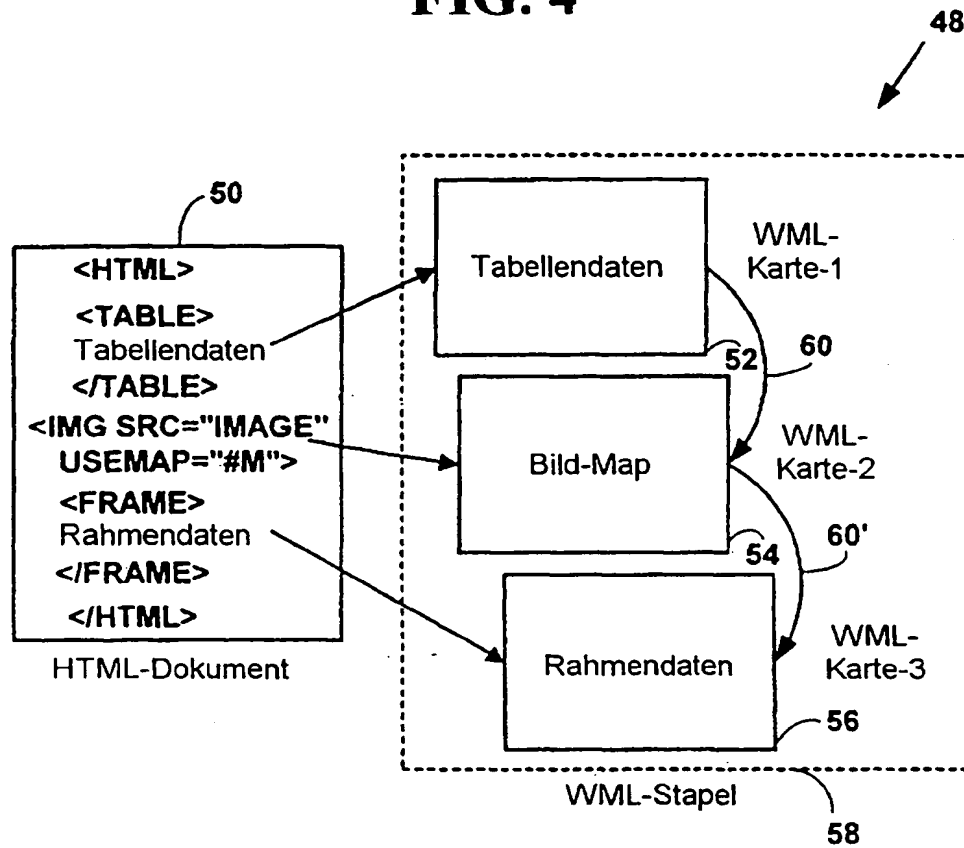 FIG. 4
48
50
<HTML>
<TABLE>
Tabellendaten
</TABLE>
<IMG SRC="IMAGE"
USEMAP="#M">
<FRAME>
Rahmendaten
</FRAME>
</HTML>
HTML-Dokument
Tabellendaten
WML-
Karte-1
52
60
Bild-Map
WML-
Karte-2
54
60'
Rahmendaten
WML-
Karte-3
56
WML-Stapel
58